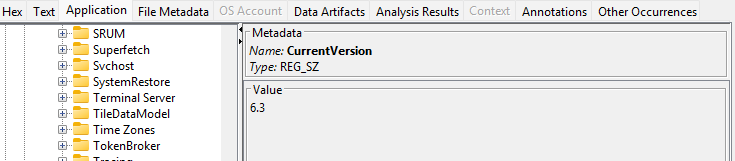 Hex Text Application File Metadata OS Account Data Artifacts Analysis Results Context Annotations Other Occurrences
SRUM
Superfetch
Svchost
SystemRestore
Terminal Server
TileDataModel
Time Zones
TokenBroker
Tracing
Metadata
Name: CurrentVersion
Type: REG_SZ
Value
6.3